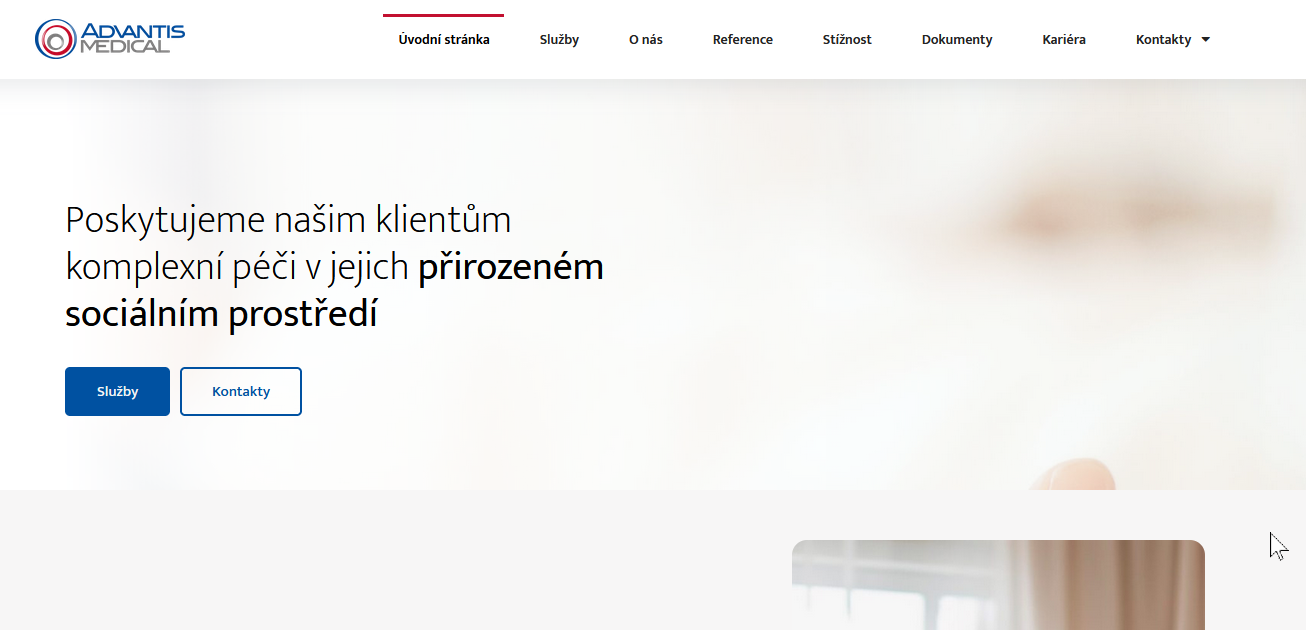 ADVANTIS
MEDICAL
Úvodní stránka
Služby
O nás
Reference
Stížnost
Dokumenty
Kariéra
Kontakty
Poskytujeme našim klientům
komplexní péči v jejich přirozeném
sociálním prostředí
Služby
Kontakty